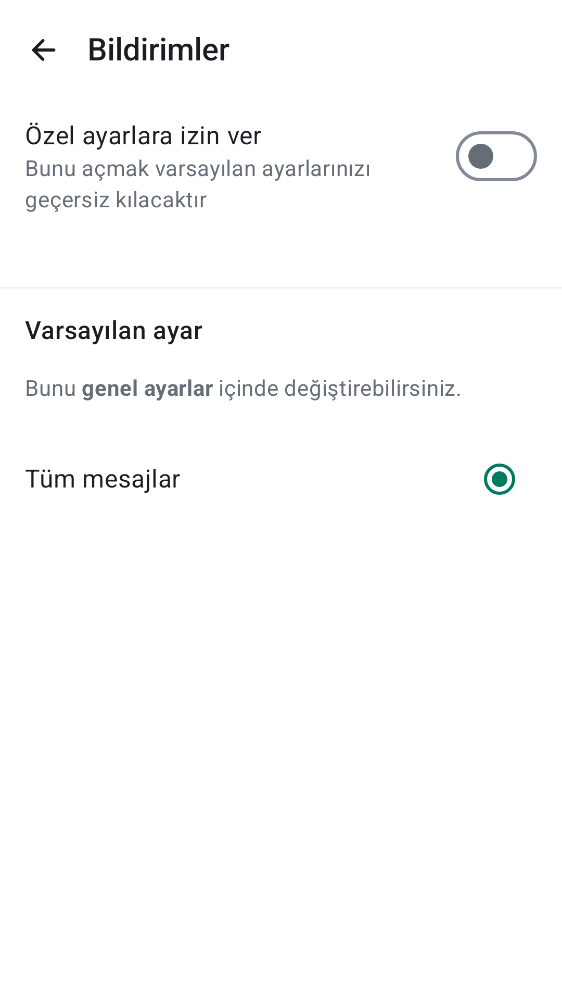 Bildirimler
Özel ayarlara izin ver
Bunu açmak varsayılan ayarlarınızı
geçersiz kılacaktır
Varsayılan ayar
Bunu genel ayarlar içinde değiştirebilirsiniz.
Tüm mesajlar